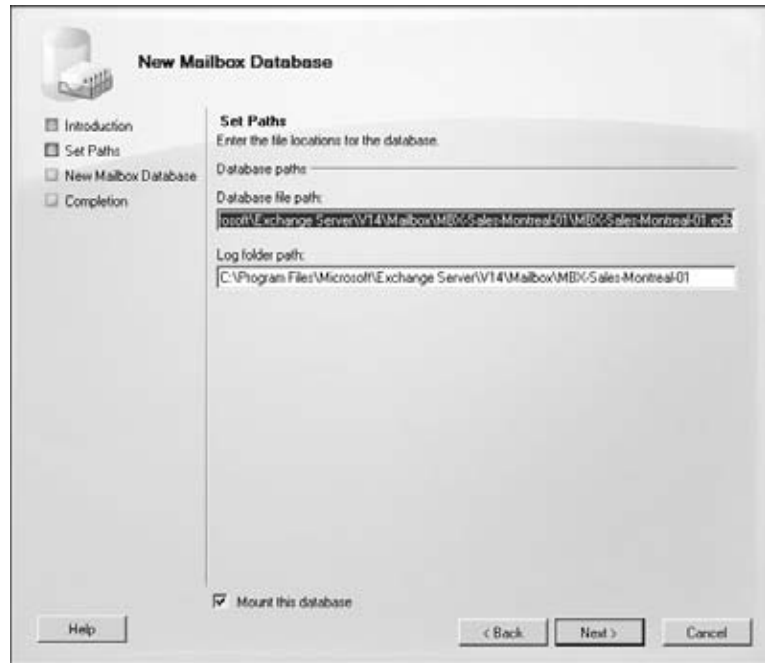 New Mailbox Database
Introduction
Set Paths
New Mailbox Database
Completion
Set Paths
Enter the file locations for the database.
Database paths
Database file path:
osoft\Exchange Server\V14\Mailbox\MBX-Sales-Montreal-01\MBX-Sales-Montreal-01.edb
Log folder path:
C:\Program Files\Microsoft\Exchange Server\V14\Mailbox\MBX-Sales-Montreal-01
Mount this database
Help
< Back
Next >
Cancel